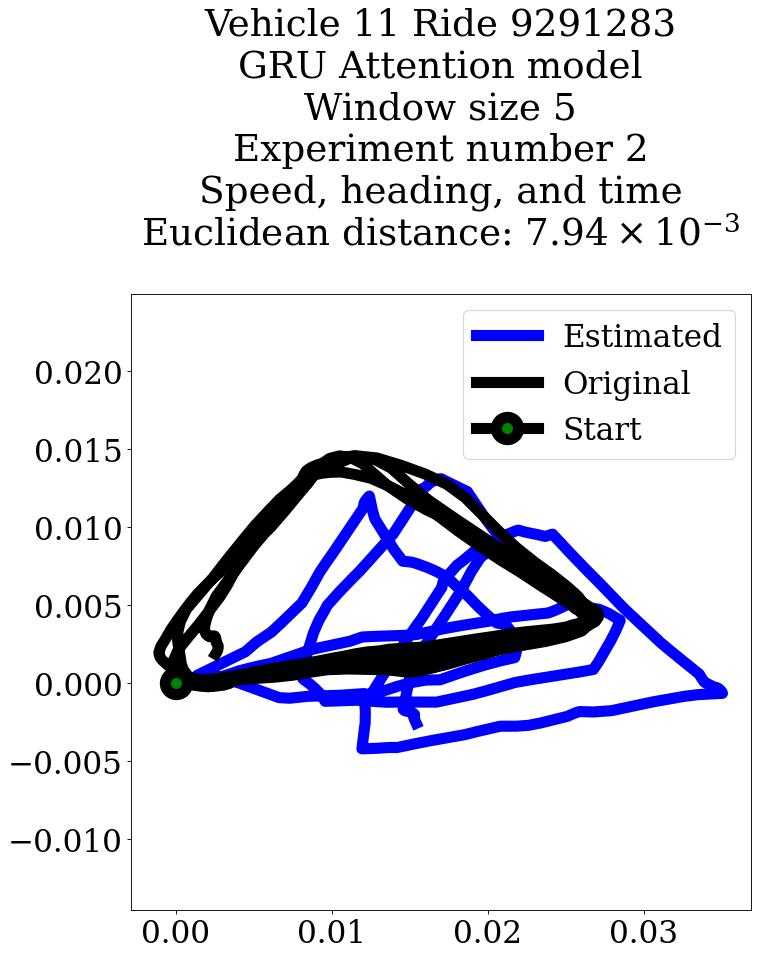 Vehicle 11 Ride 9291283
GRU Attention model
Window size 5
Experiment number 2
Speed, heading, and time
Euclidean distance: 7.94 × 10⁻³
Estimated
Original
Start
0.020
0.015
0.010
0.005
0.000
−0.005
−0.010
0.00 0.01 0.02 0.03